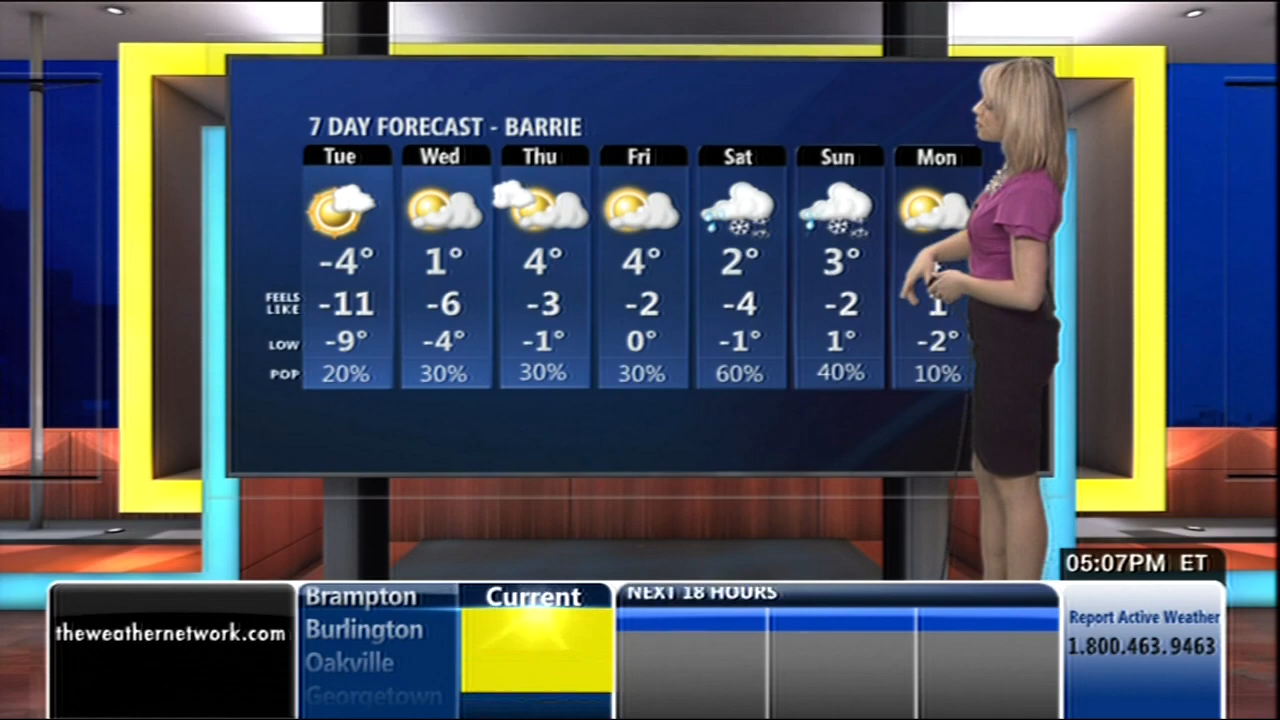 7 DAY FORECAST - BARRIE
Tue Wed Thu Fri Sat Sun Mon
-4° 1° 4° 4° 2° 3°
FEELS LIKE -11 -6 -3 -2 -4 -2 1
LOW -9° -4° -1° 0° -1° 1° -2°
POP 20% 30% 30% 30% 60% 40% 10%
05:07PM ET
theweathernetwork.com
Brampton
Burlington
Oakville
Georgetown
Current
NEXT 18 HOURS
Report Active Weather
1.800.463.9463